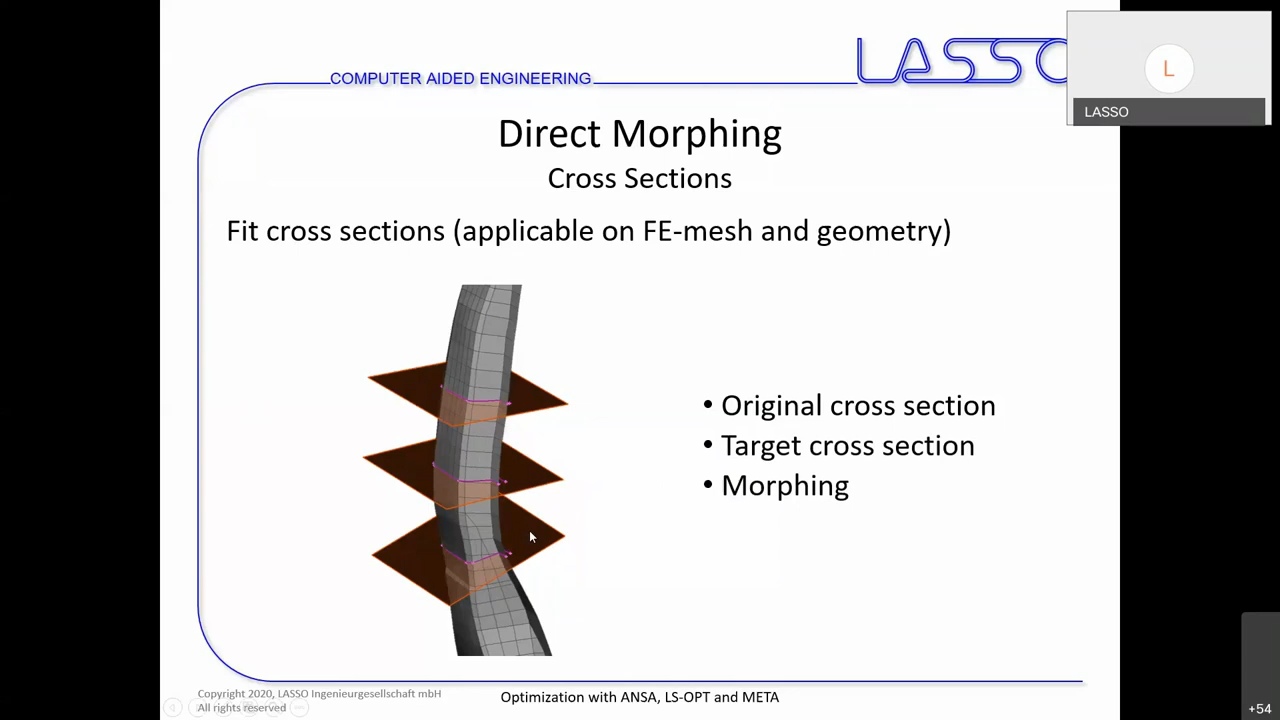 COMPUTER AIDED ENGINEERING
LASSO
L
LASSO
Direct Morphing
Cross Sections
Fit cross sections (applicable on FE-mesh and geometry)
• Original cross section
• Target cross section
• Morphing
Copyright 2020, LASSO Ingenieurgesellschaft mbH
All rights reserved
Optimization with ANSA, LS-OPT and META
+54